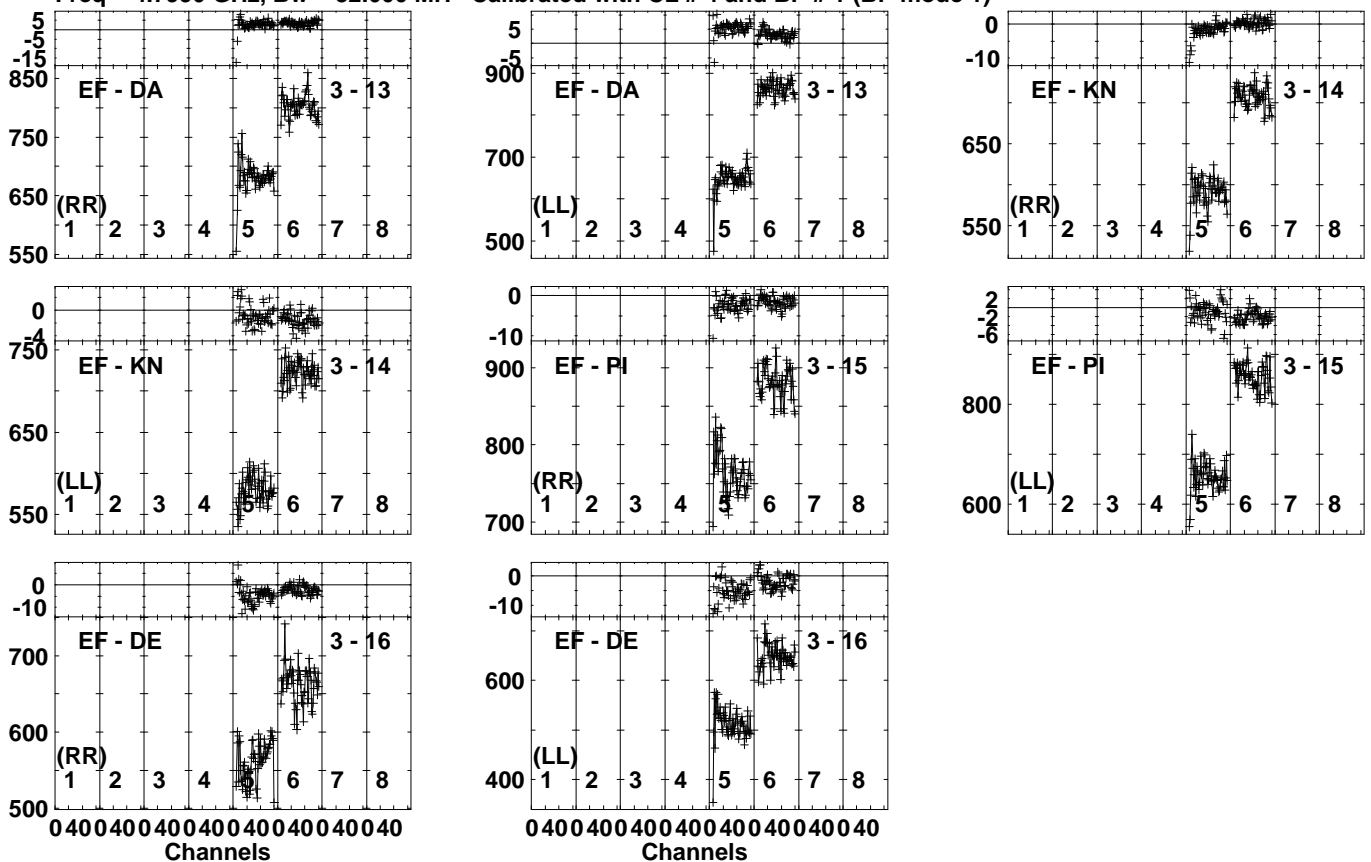 5
-5
-15
850
750
650
550
EF - DA
3 - 13
(RR)
1 2 3 4 5 6 7 8
5
-5
900
700
500
EF - DA
3 - 13
(LL)
1 2 3 4 5 6 7 8
0
-10
650
550
EF - KN
3 - 14
(RR)
1 2 3 4 5 6 7 8
0
-4
750
650
550
EF - KN
3 - 14
(LL)
1 2 3 4 5 6 7 8
0
-10
900
800
700
EF - PI
3 - 15
(RR)
1 2 3 4 5 6 7 8
2
-2
-6
800
600
EF - PI
3 - 15
(LL)
1 2 3 4 5 6 7 8
0
-10
700
600
500
EF - DE
3 - 16
(RR)
1 2 3 4 5 6 7 8
0
-10
600
400
EF - DE
3 - 16
(LL)
1 2 3 4 5 6 7 8
0 40 0 40 0 40 0 40 0 40 0 40 0 40 0 40
Channels
0 40 0 40 0 40 0 40 0 40 0 40 0 40 0 40
Channels